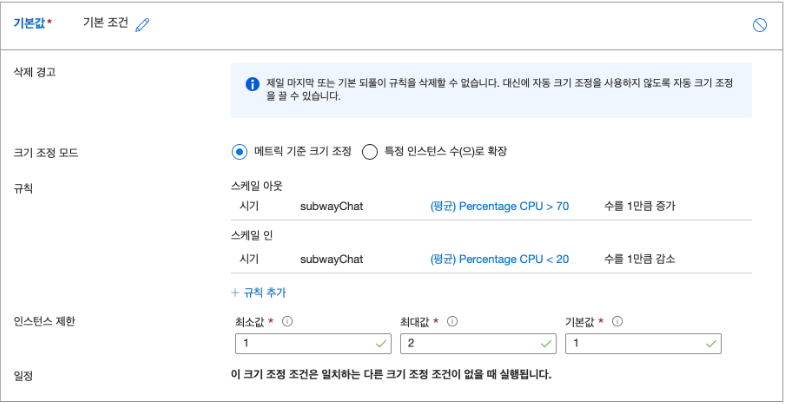 기본값* 기본 조건
삭제 경고
제일 마지막 또는 기본 되풀이 규칙을 삭제할 수 없습니다. 대신에 자동 크기 조정을 사용하지 않도록 자동 크기 조정
을 끌 수 있습니다.
크기 조정 모드 메트릭 기준 크기 조정 특정 인스턴스 수(으)로 확장
규칙
스케일 아웃
시기 subwayChat (평균) Percentage CPU > 70 수를 1만큼 증가
스케일 인
시기 subwayChat (평균) Percentage CPU < 20 수를 1만큼 감소
+ 규칙 추가
인스턴스 제한
최소값 * 최대값 * 기본값 *
1 2 1
일정 이 크기 조정 조건은 일치하는 다른 크기 조정 조건이 없을 때 실행됩니다.